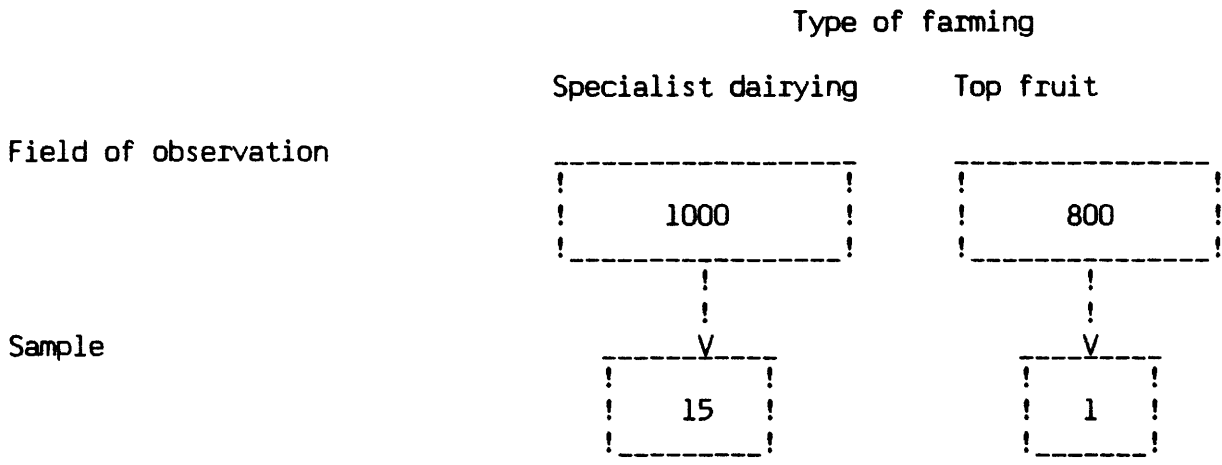 Type of farming
Specialist dairying Top fruit
Field of observation
1000 800
Sample
15 1